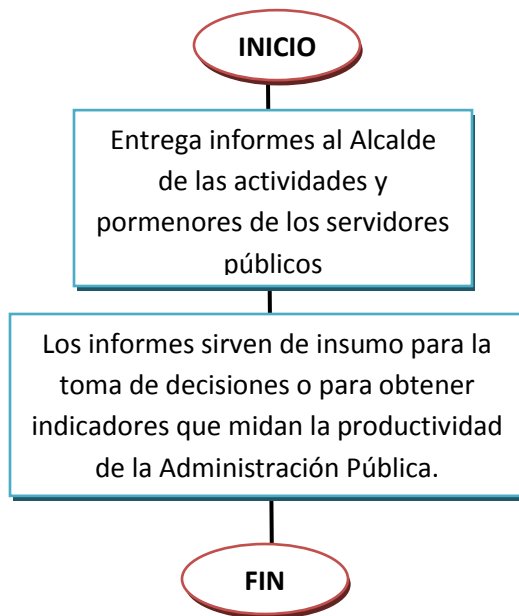 INICIO
Entrega informes al Alcalde
de las actividades y
pormenores de los servidores
públicos
Los informes sirven de insumo para la
toma de decisiones o para obtener
indicadores que midan la productividad
de la Administración Pública.
FIN